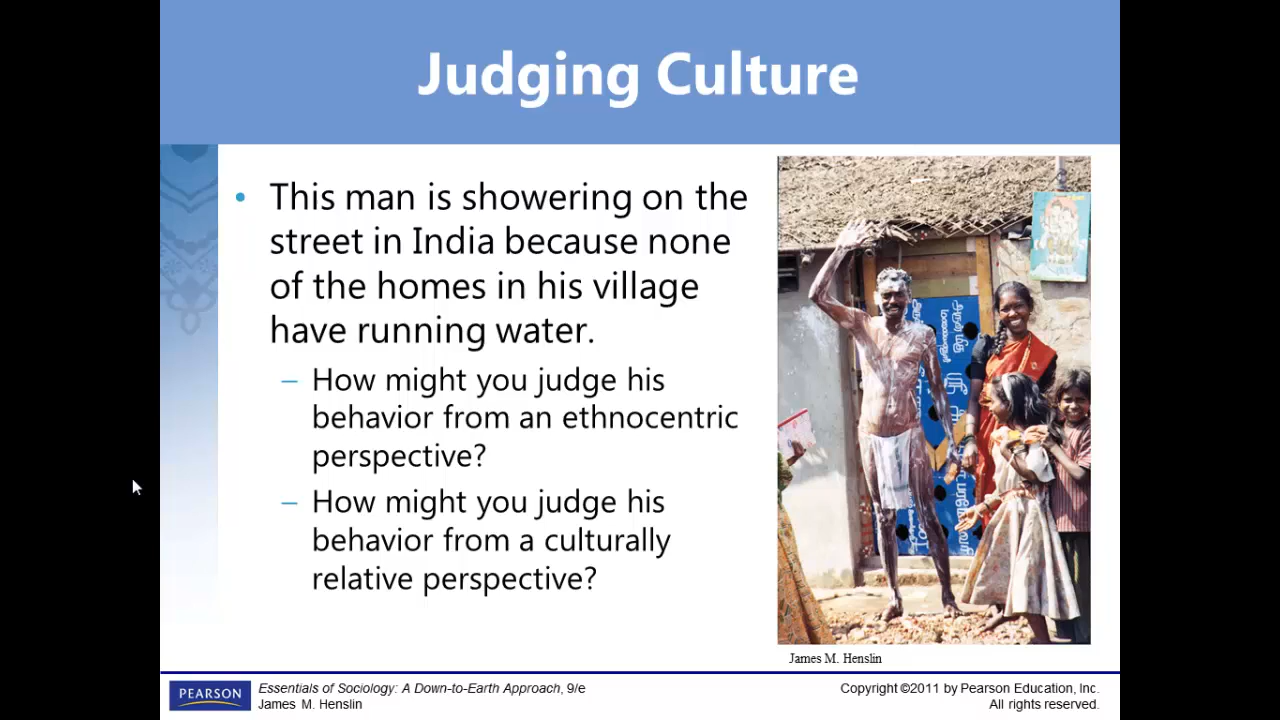 Judging Culture
• This man is showering on the
street in India because none
of the homes in his village
have running water.
– How might you judge his
behavior from an ethnocentric
perspective?
– How might you judge his
behavior from a culturally
relative perspective?
James M. Henslin
PEARSON
Essentials of Sociology: A Down-to-Earth Approach, 9/e
James M. Henslin
Copyright ©2011 by Pearson Education, Inc.
All rights reserved.